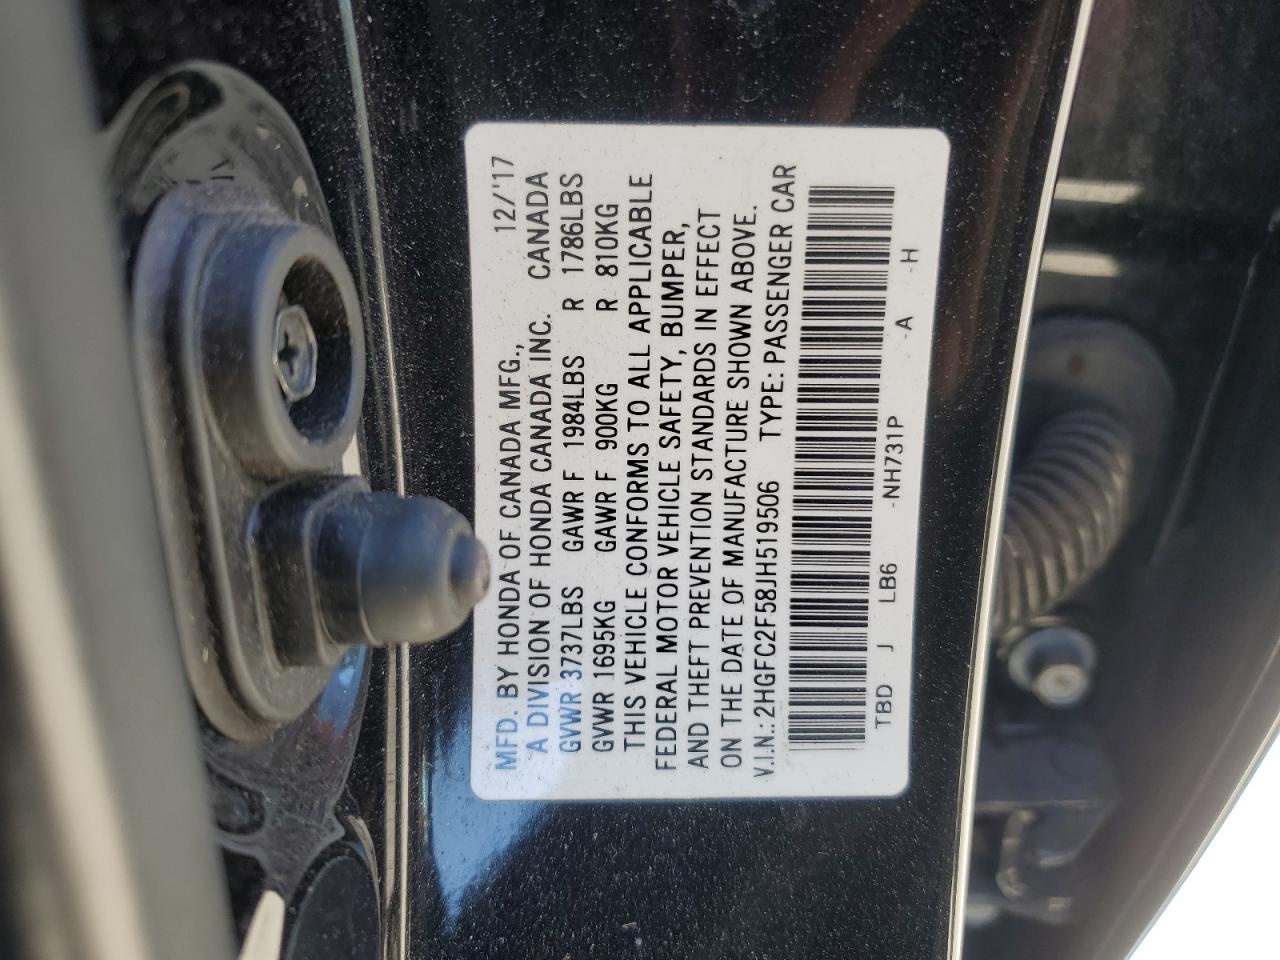 MFD. BY HONDA OF CANADA MFG., 12/'17
A DIVISION OF HONDA CANADA INC. CANADA
GVWR 3737LBS GAWR F 1984LBS R 1786LBS
GVWR 1695KG GAWR F 900KG R 810KG
THIS VEHICLE CONFORMS TO ALL APPLICABLE
FEDERAL MOTOR VEHICLE SAFETY, BUMPER,
AND THEFT PREVENTION STANDARDS IN EFFECT
ON THE DATE OF MANUFACTURE SHOWN ABOVE.
V.I.N.: 2HGFC2F58JH519506 TYPE: PASSENGER CAR
TBD J LB6 -NH731P -A -H